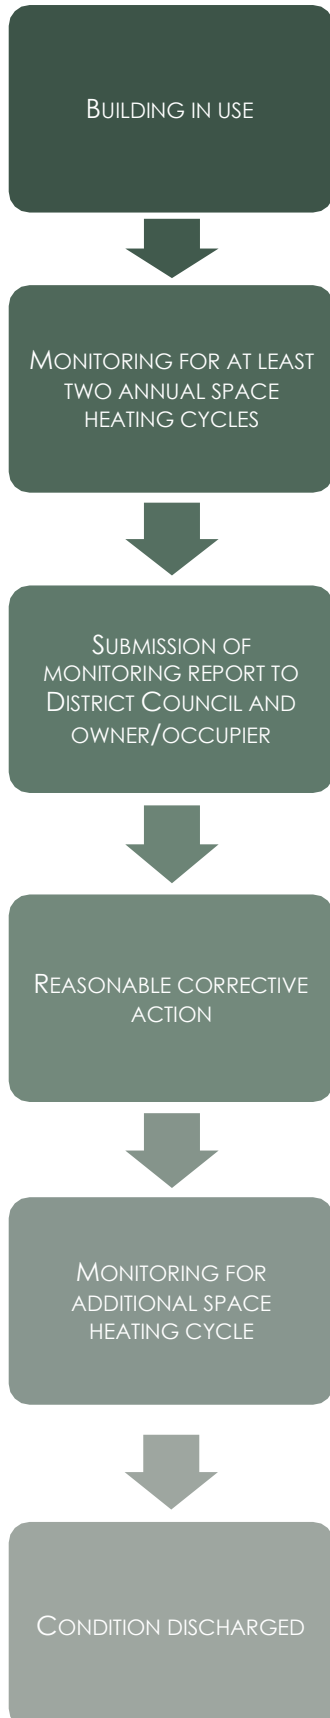 BUILDING IN USE
MONITORING FOR AT LEAST
TWO ANNUAL SPACE
HEATING CYCLES
SUBMISSION OF
MONITORING REPORT TO
DISTRICT COUNCIL AND
OWNER/OCCUPIER
REASONABLE CORRECTIVE
ACTION
MONITORING FOR
ADDITIONAL SPACE
HEATING CYCLE
CONDITION DISCHARGED